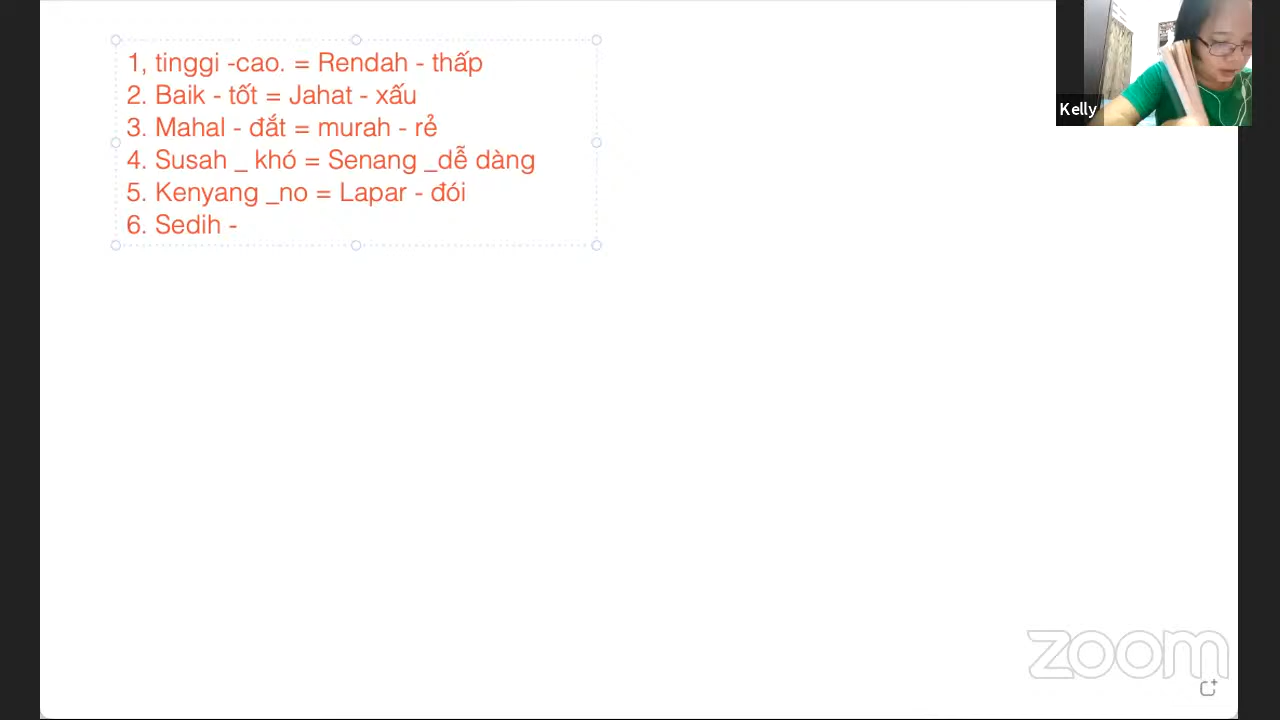 1, tinggi -cao. = Rendah - thấp
2. Baik - tốt = Jahat - xấu
3. Mahal - đắt = murah - rẻ
4. Susah _ khó = Senang _dễ dàng
5. Kenyang _no = Lapar - đói
6. Sedih -
Kelly
zoom